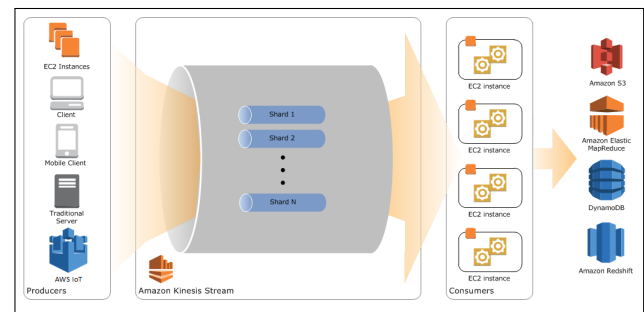 EC2 Instances
Client
Mobile Client
Traditional
Server
AWS IoT
Producers
Shard 1
Shard 2
Shard N
Amazon Kinesis Stream
EC2 instance
EC2 instance
EC2 instance
EC2 instance
Consumers
Amazon S3
Amazon Elastic
MapReduce
DynamoDB
Amazon Redshift